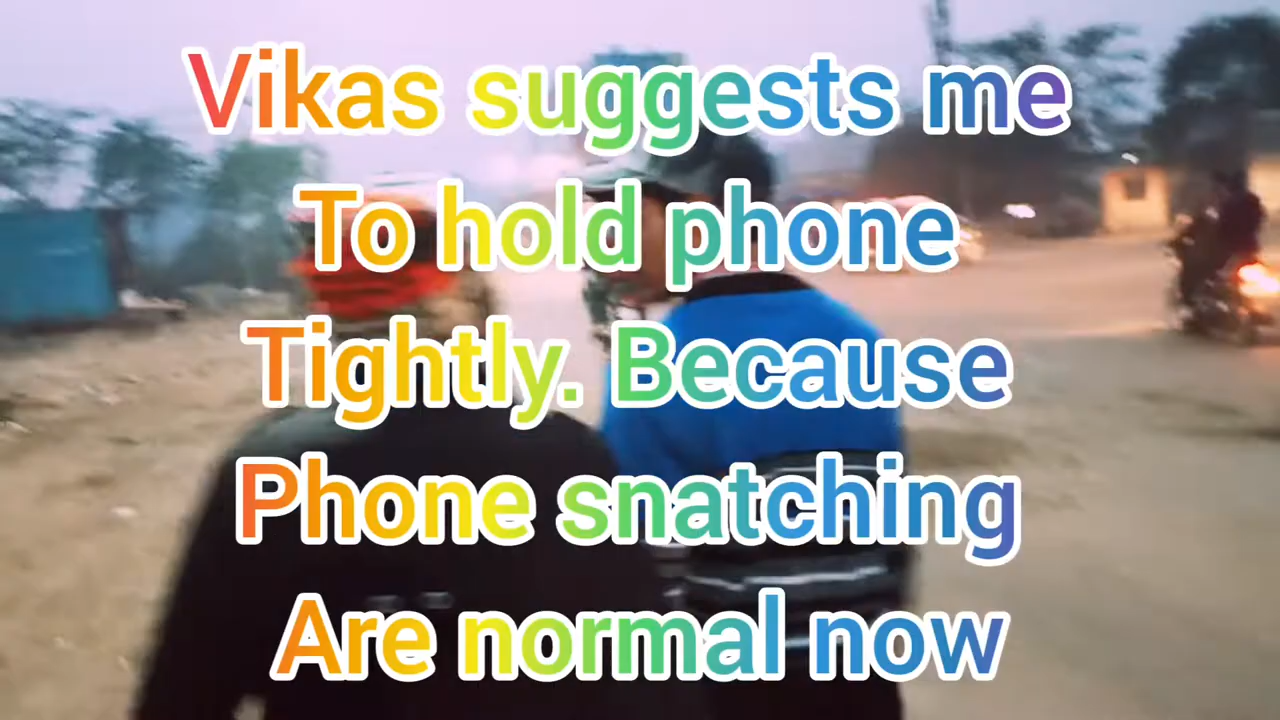 Vikas suggests me
To hold phone
Tightly. Because
Phone snatching
Are normal now